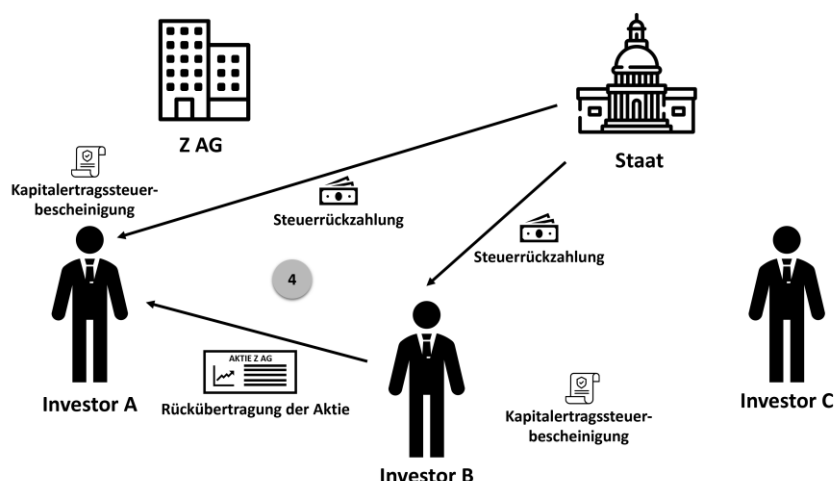 Z AG
Staat
Kapitalertragssteuer-
bescheinigung
Steuerrückzahlung
Steuerrückzahlung
4
AKTIE Z AG
Investor A
Rückübertragung der Aktie
Kapitalertragssteuer-
bescheinigung
Investor C
Investor B